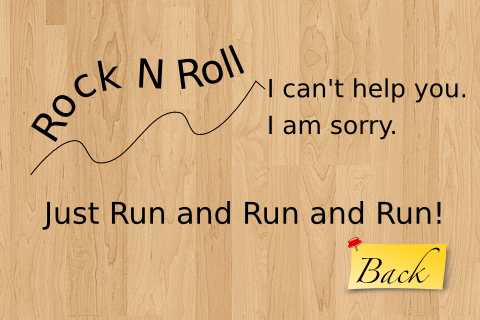 Rock N Roll
I can't help you.
I am sorry.
Just Run and Run and Run!
Back